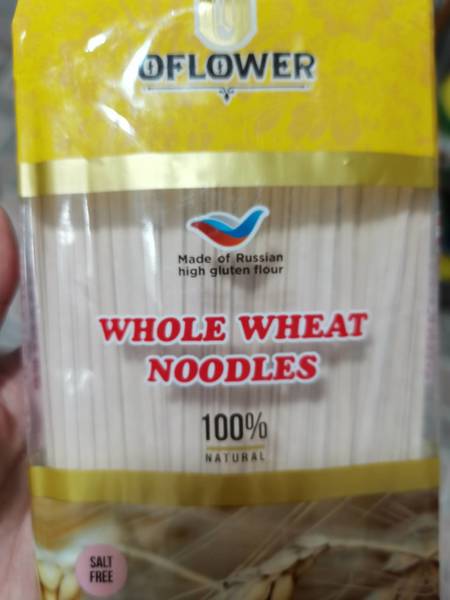 OFLOWER
Made of Russian
high gluten flour
WHOLE WHEAT
NOODLES
100%
NATURAL
SALT
FREE